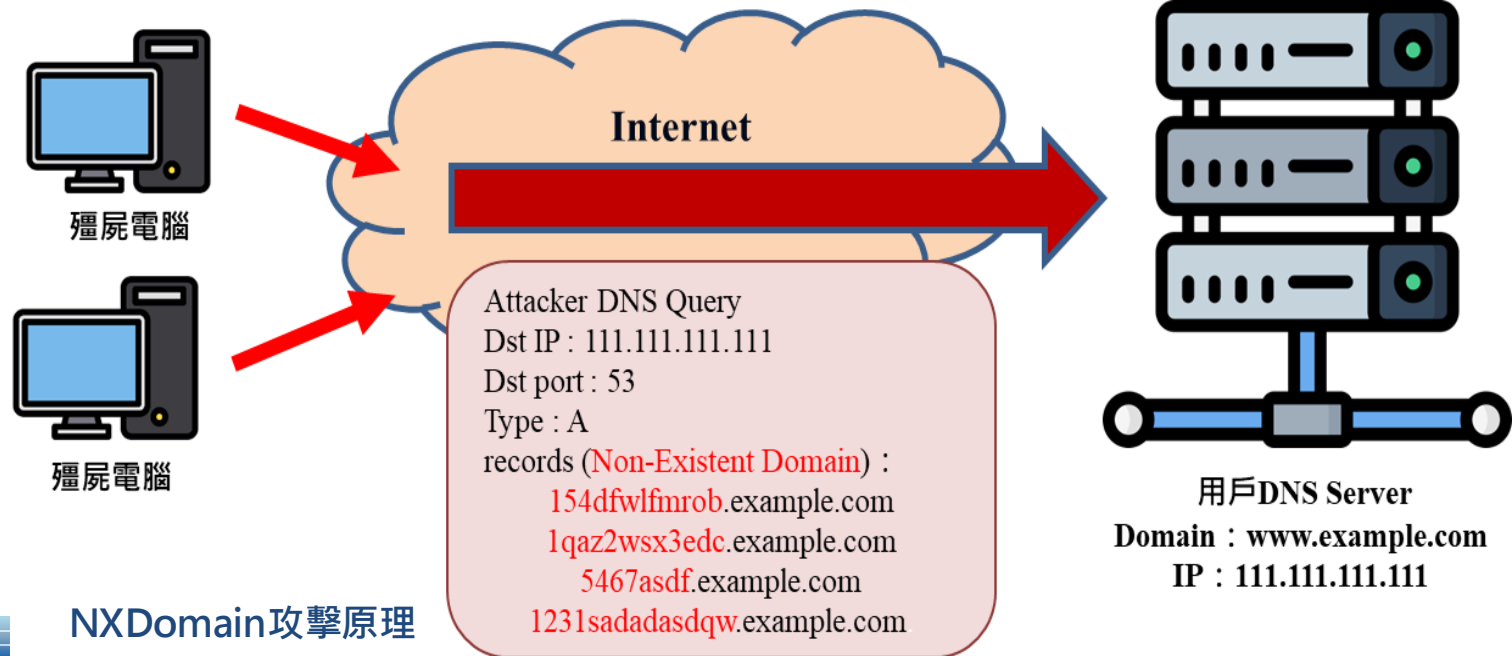 Internet
殭屍電腦
殭屍電腦
Attacker DNS Query
Dst IP : 111.111.111.111
Dst port : 53
Type : A
records (Non-Existent Domain)：
154dfwlfmrob.example.com
1qaz2wsx3edc.example.com
5467asdf.example.com
1231sadadasdqw.example.com
用戶DNS Server
Domain：www.example.com
IP：111.111.111.111
NXDomain攻擊原理